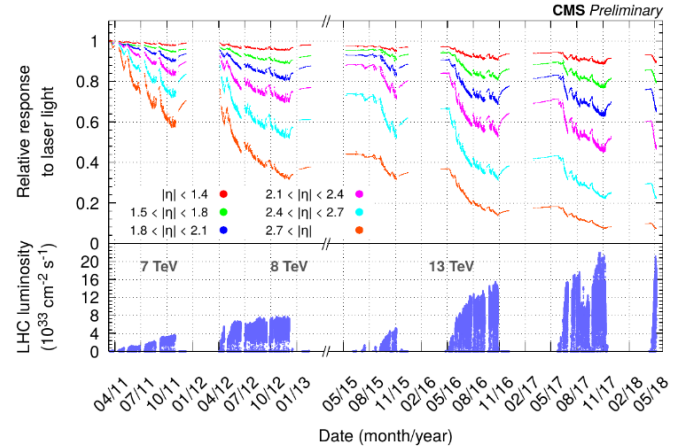 CMS Preliminary
Relative response
to laser light
1
0.8
0.6
0.4
0.2
0
|η| < 1.4
1.5 < |η| < 1.8
1.8 < |η| < 2.1
2.1 < |η| < 2.4
2.4 < |η| < 2.7
2.7 < |η|
LHC luminosity
(10³³ cm⁻² s⁻¹)
20
16
12
8
4
0
7 TeV
8 TeV
13 TeV
04/11
07/11
10/11
01/12
04/12
07/12
10/12
01/13
05/15
08/15
11/15
02/16
05/16
08/16
11/16
02/17
05/17
08/17
11/17
02/18
05/18
Date (month/year)